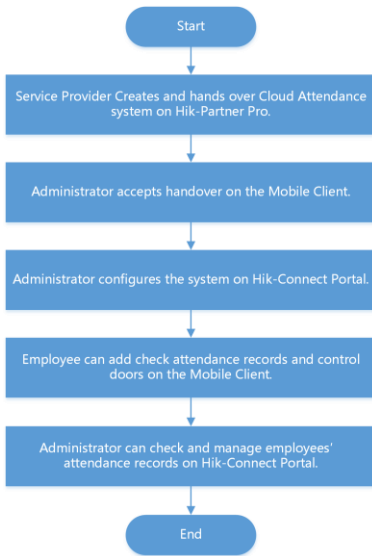 Start
Service Provider Creates and hands over Cloud Attendance
system on Hik-Partner Pro.
Administrator accepts handover on the Mobile Client.
Administrator configures the system on Hik-Connect Portal.
Employee can add check attendance records and control
doors on the Mobile Client.
Administrator can check and manage employees’
attendance records on Hik-Connect Portal.
End